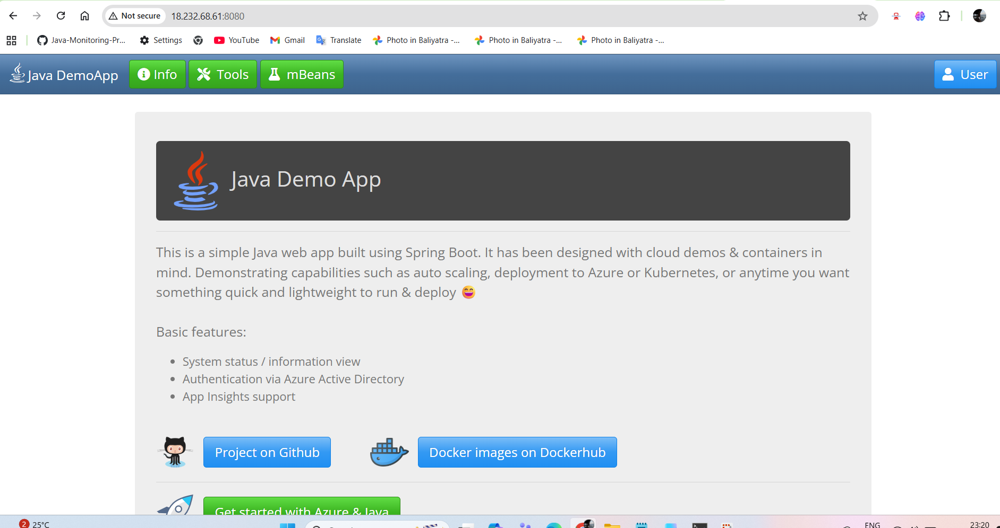 Not secure 18.232.68.61:8080
Java-Monitoring-Pr... Settings YouTube Gmail Translate Photo in Baliyatra -... Photo in Baliyatra -... Photo in Baliyatra -...
Java DemoApp Info Tools mBeans User
Java Demo App
This is a simple Java web app built using Spring Boot. It has been designed with cloud demos & containers in
mind. Demonstrating capabilities such as auto scaling, deployment to Azure or Kubernetes, or anytime you want
something quick and lightweight to run & deploy 😄
Basic features:
• System status / information view
• Authentication via Azure Active Directory
• App Insights support
Project on Github Docker images on Dockerhub
Get started with Azure & Java
2 25°C ENG 23:20